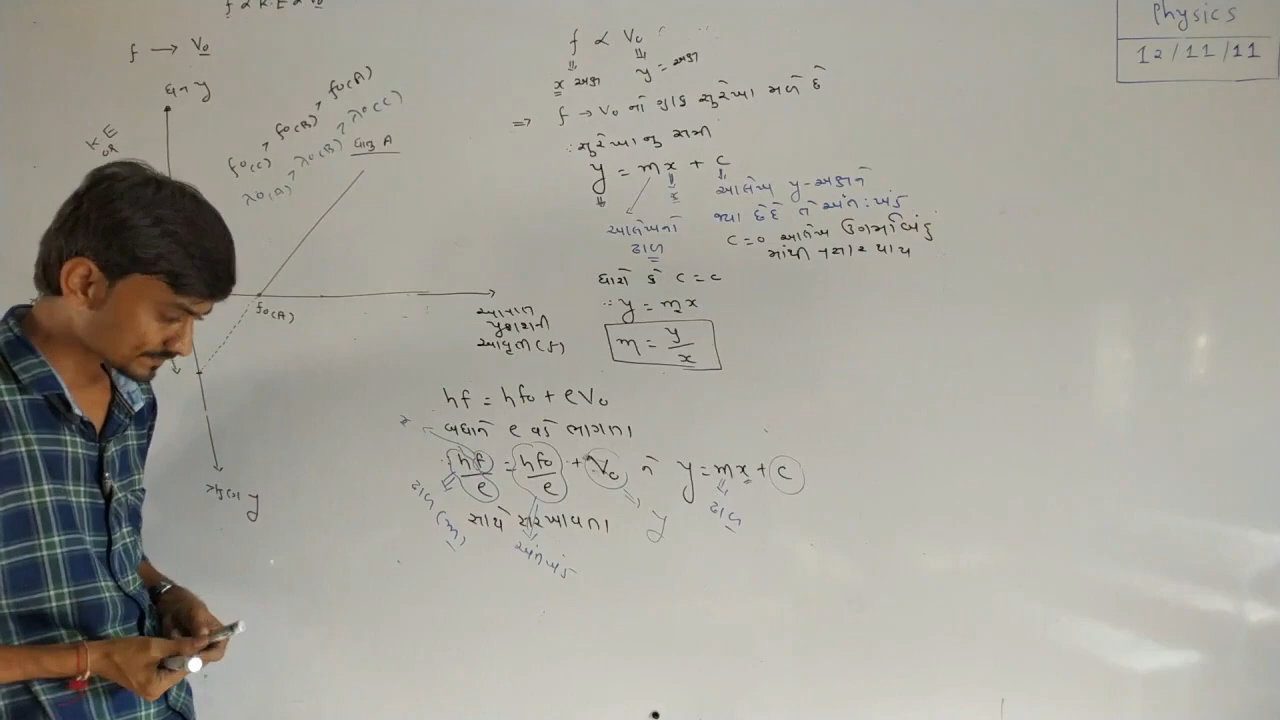 Physics
12/11/11
f → V₀
ધન y
K.E
or
f₀(C) > f₀(B) > f₀(A)
λ₀(A) > λ₀(B) > λ₀(C)
ધાતુ A
f₀(A)
આપાત
પ્રકાશની
આવૃત્તિ (f)
y
f ∝ V₀
x અક્ષ
y = અક્ષ
⇒ f → V₀ નો ગ્રાફ સુરેખા મળે છે
∴ સુરેખાનુ સમી
y = mx + c
આલેખનો
ઢાળ
આલેખ y-અક્ષને
જ્યા છેદે તે અંત:ખંડ
C=0 આલેખ ઉગમબિંદુ
માંથી પસાર થાય
ધારો કે c = c
∴ y = mx
m = y/x
hf = hf₀ + eV₀
બધાને e વડે ભાગતા
hf/e = hf₀/e + V₀ ને y = mx + c
સાથે સરખાવતા
ઢાળ (m)
અંતઃખંડ
y
ઢાળ